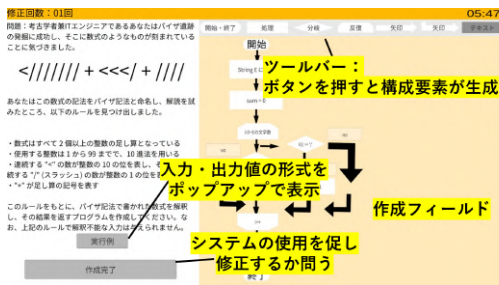 修正回数：01回
05:47
開始・終了
処理
分岐
反復
矢印
矢印
テキスト
問題：考古学者兼ITエンジニアであるあなたはバイザ遺跡
の発掘に成功し、そこに数式のようなものが刻まれている
ことに気づきました。
</////// + <<</ + ////
あなたはこの数式の記法をバイザ記法と命名し、解読を試
みたところ、以下のルールを見つけ出しました。
・数式はすべて2個以上の整数の足し算となっている
・使用する整数は1から99までで、10進法を用いる
・連続する"<"の数が整数の10の位を表し、そ
続する"/"(スラッシュ)の数が整数の1の位を
・"+"が足し算の記号を表す
このルールをもとに、バイザ記法で書かれた数式を解釈
し、その結果を返すプログラムを作成してください。な
お、上記のルールで解釈不能な入力は与えられません。
実行例
作成完了
開始
String E に
sum = 0
終了
ツールバー：
ボタンを押すと構成要素が生成
入力・出力値の形式を
ポップアップで表示
作成フィールド
システムの使用を促し
修正するか問う